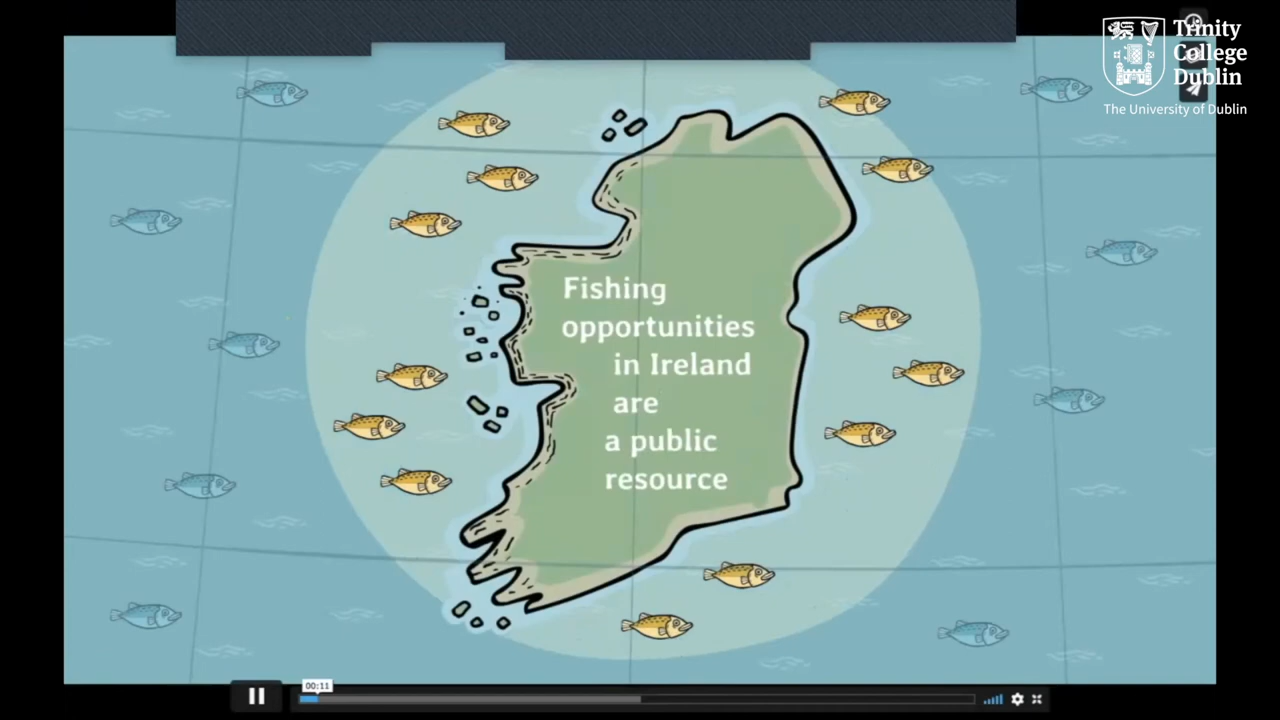 Trinity
College
Dublin
The University of Dublin
Fishing
opportunities
in Ireland
are
a public
resource
00:11